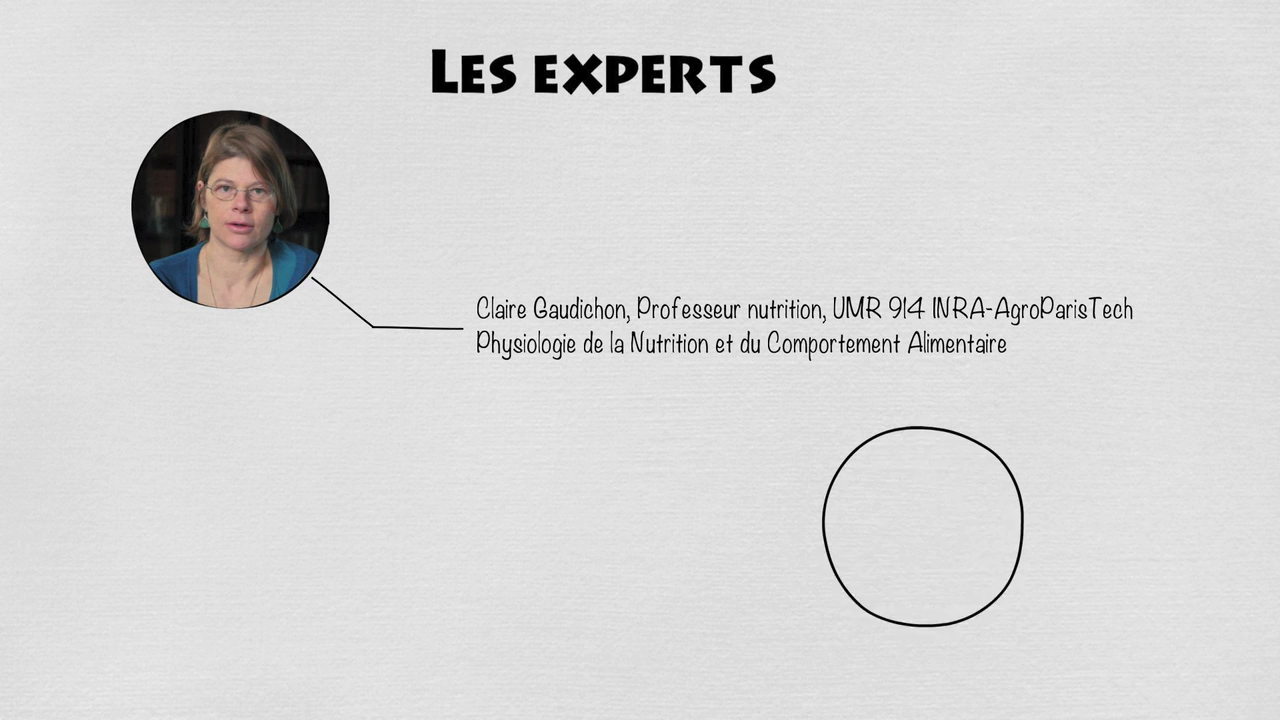 LES EXPERTS
Claire Gaudichon, Professeur nutrition, UMR 914 INRA-AgroParisTech
Physiologie de la Nutrition et du Comportement Alimentaire